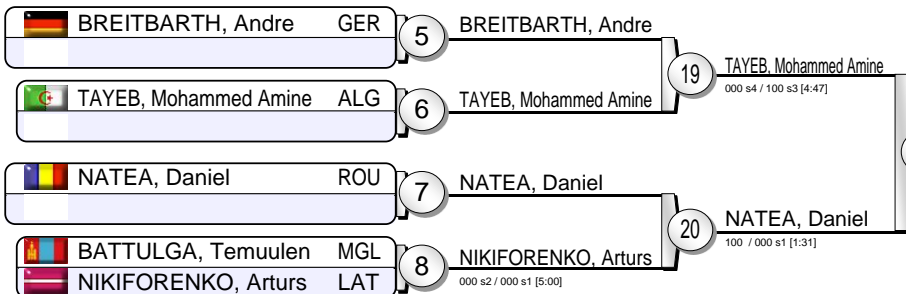 BREITBARTH, Andre GER
5
BREITBARTH, Andre
TAYEB, Mohammed Amine ALG
6
TAYEB, Mohammed Amine
19
TAYEB, Mohammed Amine
000 s4 / 100 s3 [4:47]
NATEA, Daniel ROU
7
NATEA, Daniel
20
NATEA, Daniel
100 / 000 s1 [1:31]
BATTULGA, Temuulen MGL
NIKIFORENKO, Arturs LAT
8
NIKIFORENKO, Arturs
000 s2 / 000 s1 [5:00]